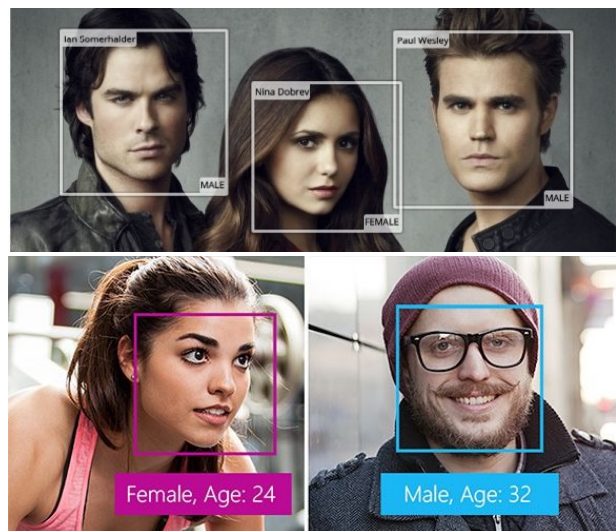 Ian Somerhalder
Paul Wesley
Nina Dobrev
MALE
MALE
FEMALE
Female, Age: 24
Male, Age: 32